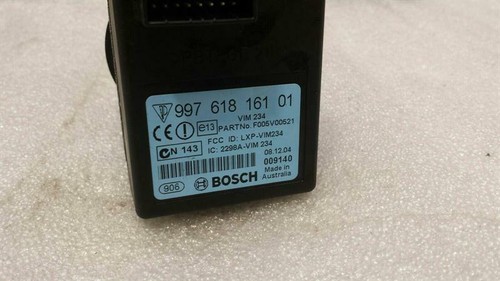 997 618 161 01
VIM 234
CE e13 PARTNo. F005V00521
N 143 FCC ID: LXP-VIM234
IC: 2298A-VIM 234
08.12.04
009140
906 BOSCH Made in
Australia